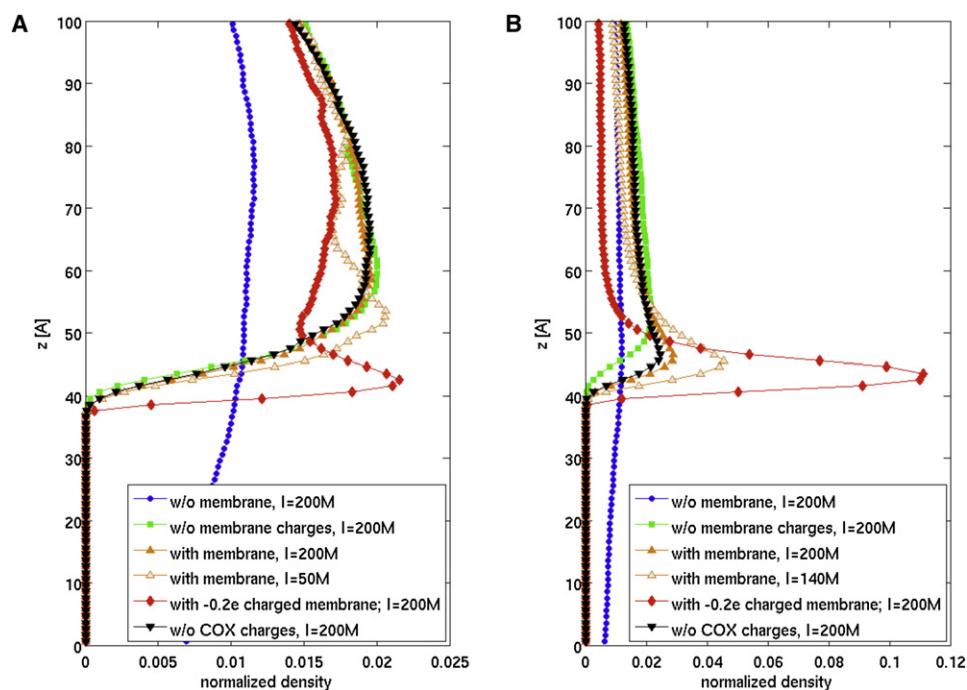 A
B
100
90
80
70
60
50
40
30
20
10
0
z [A]
w/o membrane, I=200M
w/o membrane charges, I=200M
with membrane, I=200M
with membrane, I=50M
with -0.2e charged membrane; I=200M
w/o COX charges, I=200M
0 0.005 0.01 0.015 0.02 0.025
normalized density
100
90
80
70
60
50
40
30
20
10
0
z [A]
w/o membrane, I=200M
w/o membrane charges, I=200M
with membrane, I=200M
with membrane, I=140M
with -0.2e charged membrane; I=200M
w/o COX charges, I=200M
0 0.02 0.04 0.06 0.08 0.1 0.12
normalized density